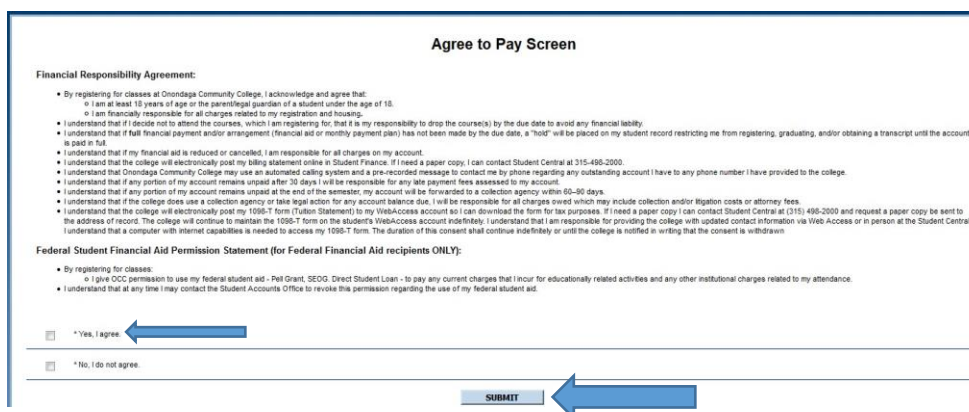 Agree to Pay Screen
Financial Responsibility Agreement:
• By registering for classes at Onondaga Community College, I acknowledge and agree that:
o I am at least 18 years of age or the parent/legal guardian of a student under the age of 18.
o I am financially responsible for all charges related to my registration and housing.
• I understand that if I decide not to attend the courses, which I am registering for, that it is my responsibility to drop the course(s) by the due date to avoid any financial liability.
• I understand that if full financial payment and/or arrangement (financial aid or monthly payment plan) has not been made by the due date, a "hold" will be placed on my student record restricting me from registering, graduating, and/or obtaining a transcript until the account
is paid in full.
• I understand that if my financial aid is reduced or cancelled, I am responsible for all charges on my account.
• I understand that the college will electronically post my billing statement online in Student Finance. If I need a paper copy, I can contact Student Central at 315-498-2000.
• I understand that Onondaga Community College may use an automated calling system and a pre-recorded message to contact me by phone regarding any outstanding account I have to any phone number I have provided to the college.
• I understand that if any portion of my account remains unpaid after 30 days I will be responsible for any late payment fees assessed to my account.
• I understand that if any portion of my account remains unpaid at the end of the semester, my account will be forwarded to a collection agency within 60–90 days.
• I understand that if the college does use a collection agency or take legal action for any account balance due, I will be responsible for all charges owed which may include collection and/or litigation costs or attorney fees.
• I understand that the college will electronically post my 1098-T form (Tuition Statement) to my WebAccess account so I can download the form for tax purposes. If I need a paper copy I can contact Student Central at (315) 498-2000 and request a paper copy be sent to
the address of record. The college will continue to maintain the 1098-T form on the student's WebAccess account indefinitely. I understand that I am responsible for providing the college with updated contact information via Web Access or in person at the Student Central
I understand that a computer with internet capabilities is needed to access my 1098-T form. The duration of this consent shall continue indefinitely or until the college is notified in writing that the consent is withdrawn
Federal Student Financial Aid Permission Statement (for Federal Financial Aid recipients ONLY):
• By registering for classes:
o I give OCC permission to use my federal student aid - Pell Grant, SEOG. Direct Student Loan - to pay any current charges that I incur for educationally related activities and any other institutional charges related to my attendance.
• I understand that at any time I may contact the Student Accounts Office to revoke this permission regarding the use of my federal student aid.
* Yes, I agree.
* No, I do not agree.
SUBMIT